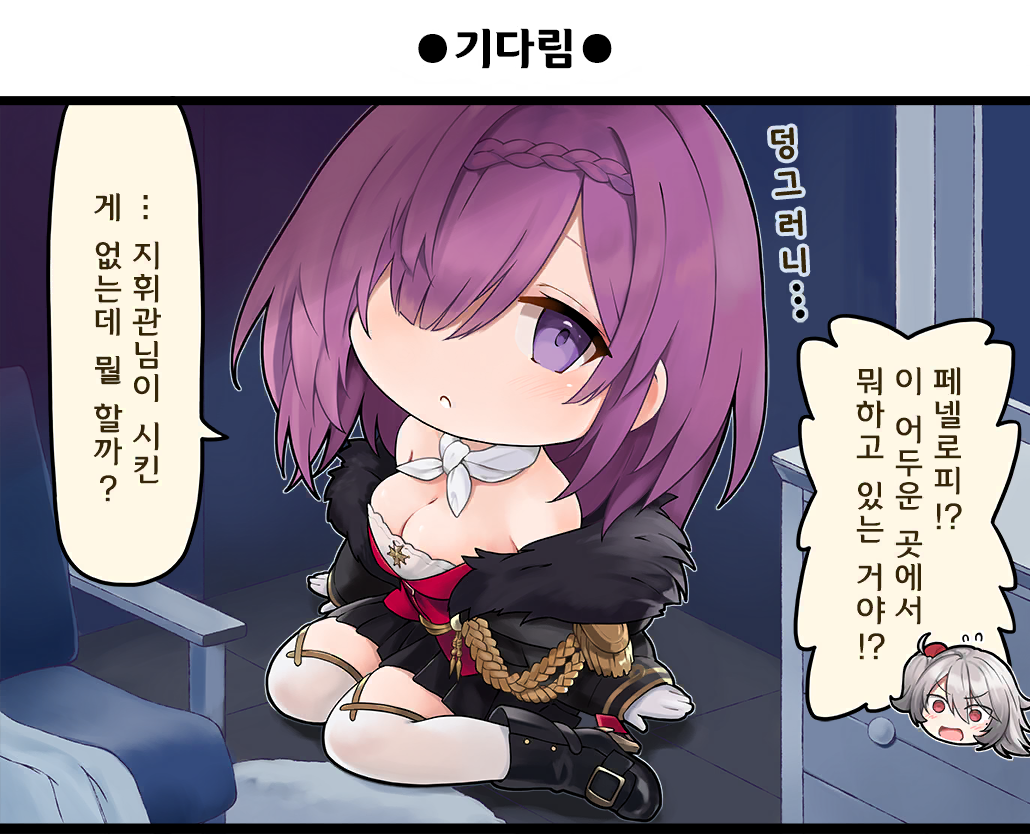 ●기다림●
덩그러니…
페넬로피!?
이 어두운 곳에서
뭐하고 있는 거야!?
… 지휘관님이 시킨
게 없는데 뭘 할까?